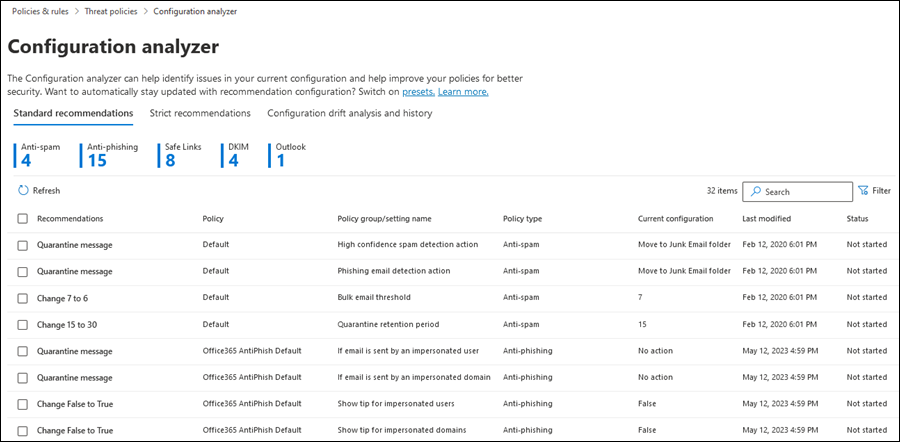 Policies & rules > Threat policies > Configuration analyzer
Configuration analyzer
The Configuration analyzer can help identify issues in your current configuration and help improve your policies for better
security. Want to automatically stay updated with recommendation configuration? Switch on presets. Learn more.
Standard recommendations Strict recommendations Configuration drift analysis and history
Anti-spam Anti-phishing Safe Links DKIM Outlook
4 15 8 4 1
Refresh 32 items Search Filter
Recommendations Policy Policy group/setting name Policy type Current configuration Last modified Status
Quarantine message Default High confidence spam detection action Anti-spam Move to Junk Email folder Feb 12, 2020 6:01 PM Not started
Quarantine message Default Phishing email detection action Anti-spam Move to Junk Email folder Feb 12, 2020 6:01 PM Not started
Change 7 to 6 Default Bulk email threshold Anti-spam 7 Feb 12, 2020 6:01 PM Not started
Change 15 to 30 Default Quarantine retention period Anti-spam 15 Feb 12, 2020 6:01 PM Not started
Quarantine message Office365 AntiPhish Default If email is sent by an impersonated user Anti-phishing No action May 12, 2023 4:59 PM Not started
Quarantine message Office365 AntiPhish Default If email is sent by an impersonated domain Anti-phishing No action May 12, 2023 4:59 PM Not started
Change False to True Office365 AntiPhish Default Show tip for impersonated users Anti-phishing False May 12, 2023 4:59 PM Not started
Change False to True Office365 AntiPhish Default Show tip for impersonated domains Anti-phishing False May 12, 2023 4:59 PM Not started